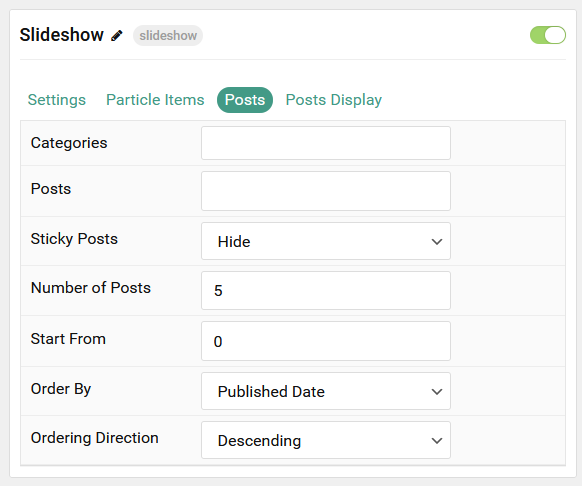 Slideshow slideshow
Settings Particle Items Posts Posts Display
Categories
Posts
Sticky Posts Hide
Number of Posts 5
Start From 0
Order By Published Date
Ordering Direction Descending